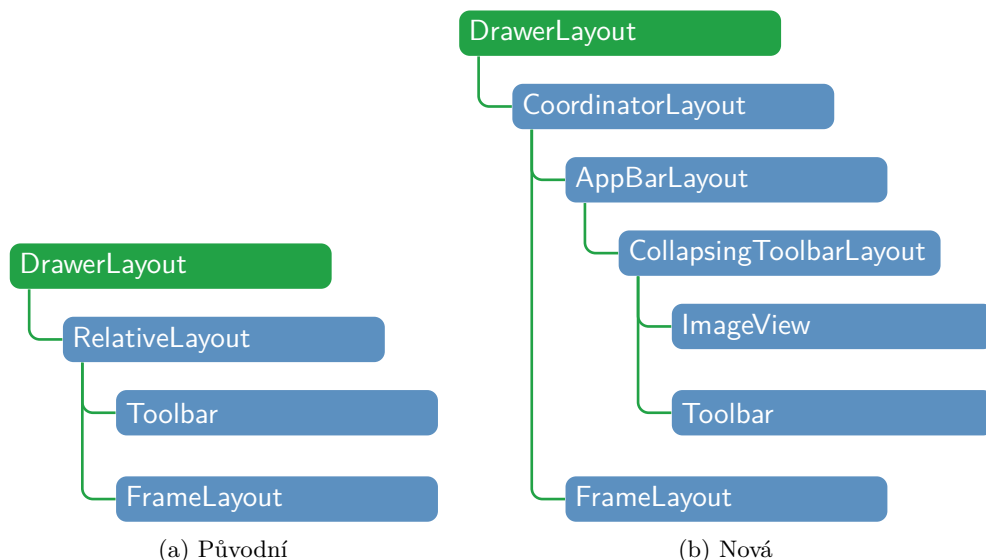 DrawerLayout
RelativeLayout
Toolbar
FrameLayout
(a) Původní
DrawerLayout
CoordinatorLayout
AppBarLayout
CollapsingToolbarLayout
ImageView
Toolbar
FrameLayout
(b) Nová